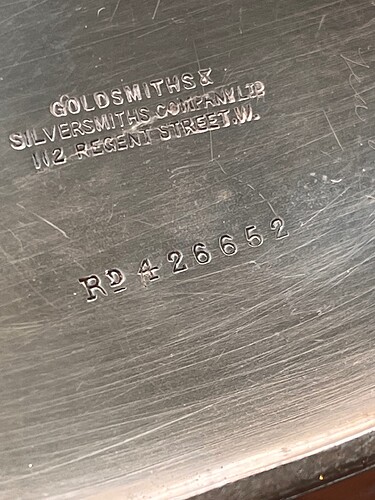 GOLDSMITHS &
SILVERSMITHS COMPANY LTD
112 REGENT STREET.W.
RD 426652